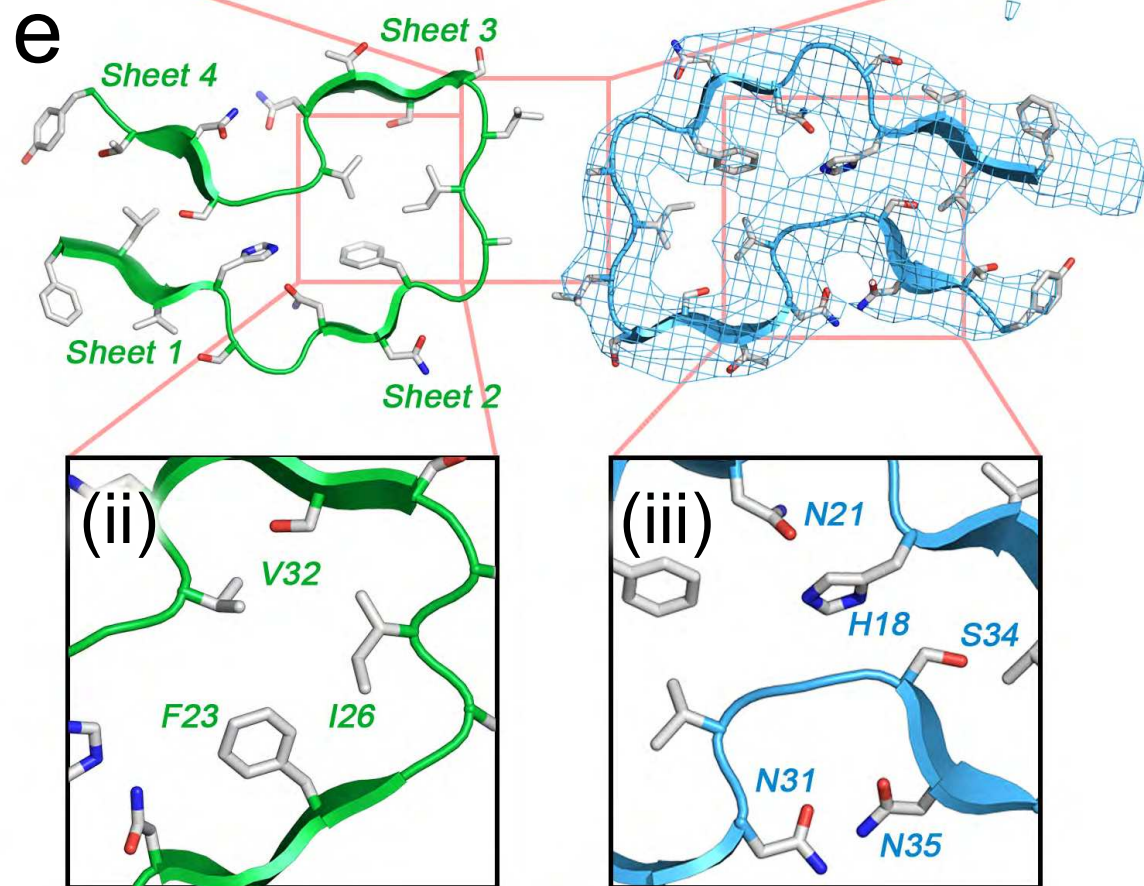 e
Sheet 3
Sheet 4
Sheet 1
Sheet 2
(ii)
V32
F23
I26
(iii)
N21
H18
S34
N31
N35